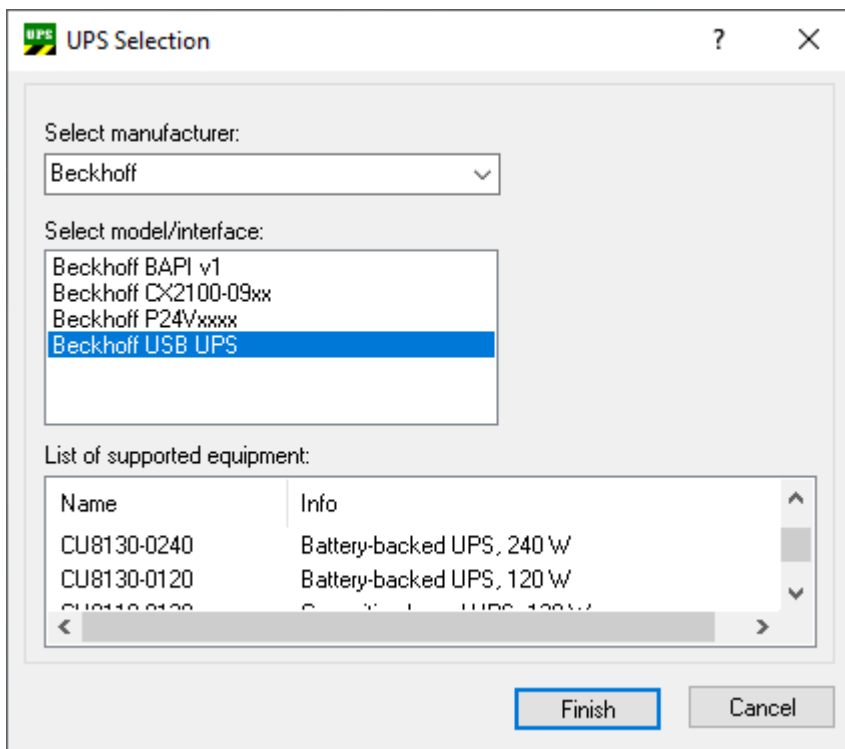 UPS UPS Selection ?
Select manufacturer:
Beckhoff
Select model/interface:
Beckhoff BAPI v1
Beckhoff CX2100-09xx
Beckhoff P24Vxxxx
Beckhoff USB UPS
List of supported equipment:
Name Info
CU8130-0240 Battery-backed UPS, 240 W
CU8130-0120 Battery-backed UPS, 120 W
Finish Cancel